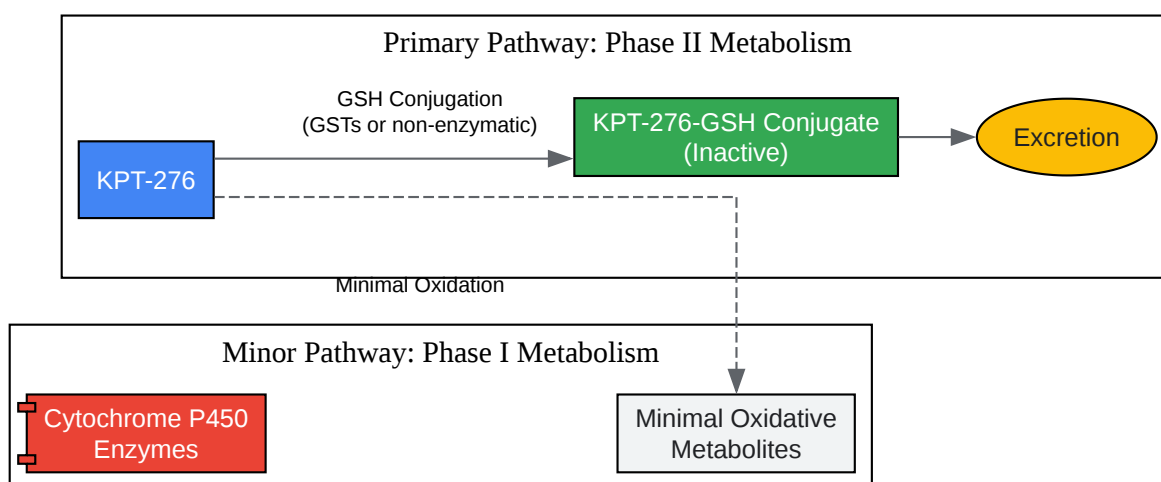 Primary Pathway: Phase II Metabolism
GSH Conjugation
(GSTs or non-enzymatic)
KPT-276
KPT-276-GSH Conjugate
(Inactive)
Excretion
Minimal Oxidation
Minor Pathway: Phase I Metabolism
Cytochrome P450
Enzymes
Minimal Oxidative
Metabolites